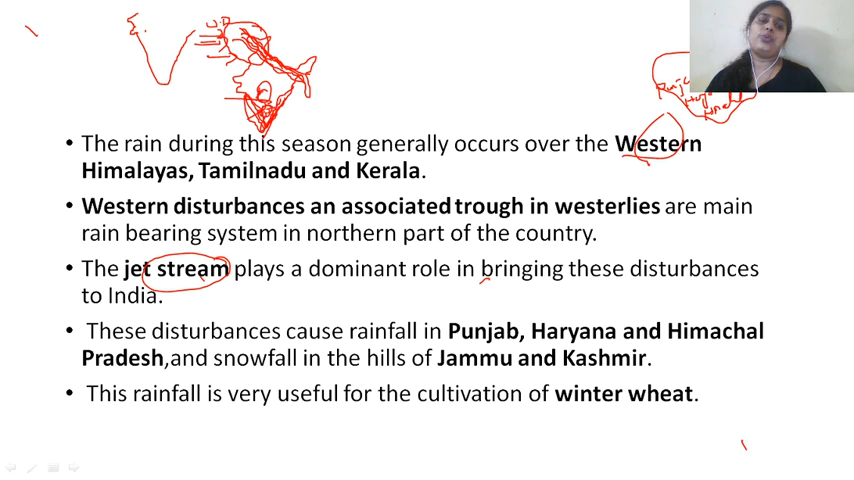 W.D
Punja
Harya
Himachal
• The rain during this season generally occurs over the Western
Himalayas, Tamilnadu and Kerala.
• Western disturbances an associated trough in westerlies are main
rain bearing system in northern part of the country.
• The jet stream plays a dominant role in bringing these disturbances
to India.
• These disturbances cause rainfall in Punjab, Haryana and Himachal
Pradesh,and snowfall in the hills of Jammu and Kashmir.
• This rainfall is very useful for the cultivation of winter wheat.